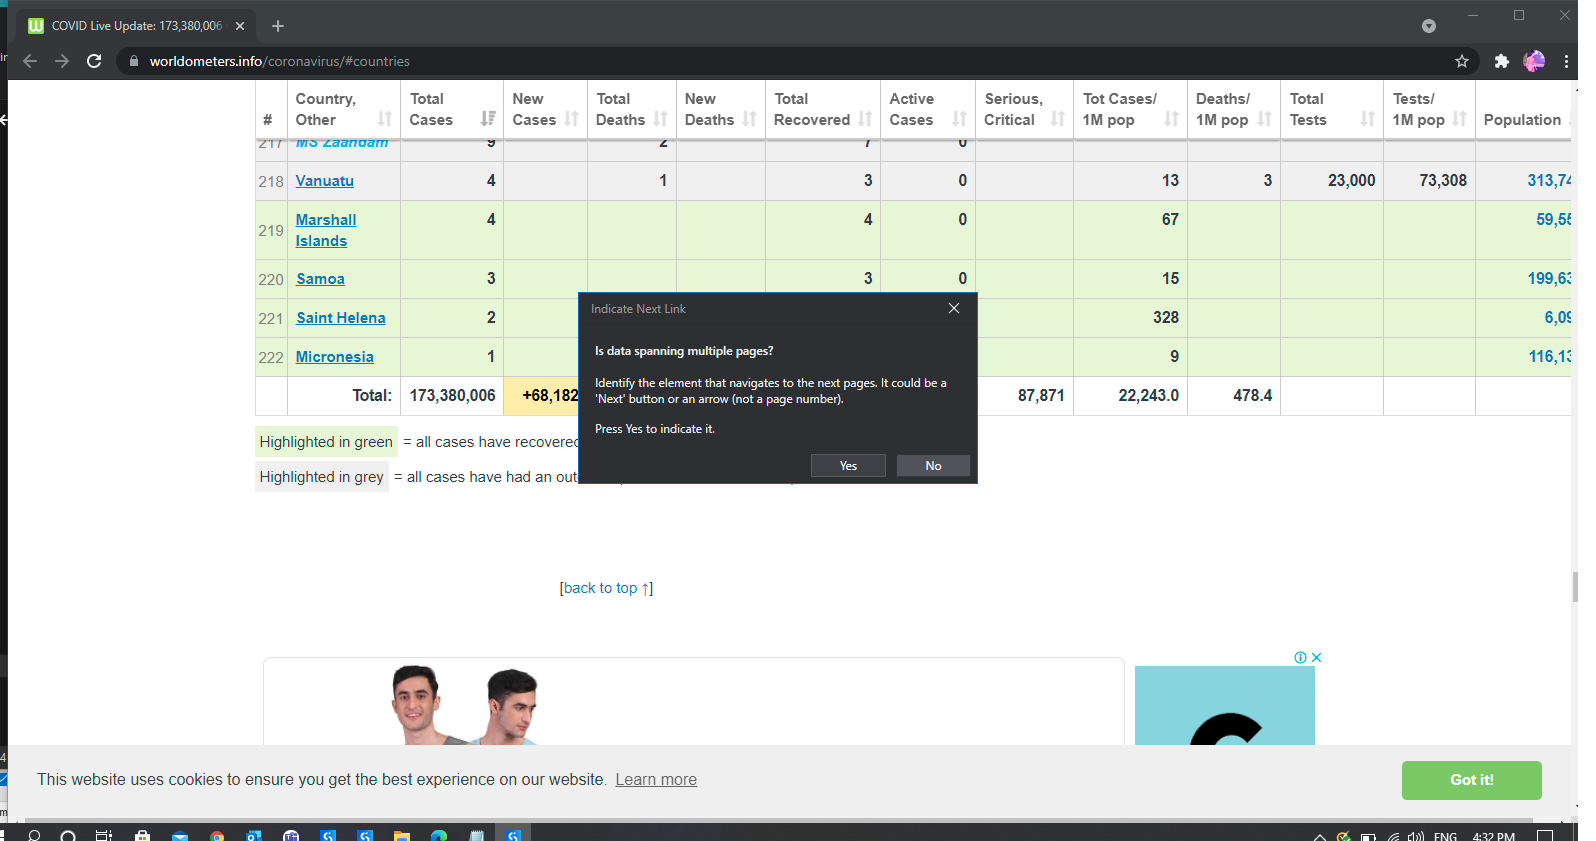 COVID Live Update: 173,380,006
worldometers.info/coronavirus/#countries
# Country, Other Total Cases New Cases Total Deaths New Deaths Total Recovered Active Cases Serious, Critical Tot Cases/ 1M pop Deaths/ 1M pop Total Tests Tests/ 1M pop Population
217 MS Zaandam 9 2 7 0
218 Vanuatu 4 1 3 0 13 3 23,000 73,308 313,74
219 Marshall Islands 4 4 0 67 59,55
220 Samoa 3 3 0 15 199,63
221 Saint Helena 2 328 6,09
222 Micronesia 1 9 116,13
Total: 173,380,006 +68,182 87,871 22,243.0 478.4
Indicate Next Link
Is data spanning multiple pages?
Identify the element that navigates to the next pages. It could be a
'Next' button or an arrow (not a page number).
Press Yes to indicate it.
Yes No
Highlighted in green = all cases have recovered
Highlighted in grey = all cases have had an
[back to top ↑]
This website uses cookies to ensure you get the best experience on our website. Learn more
Got it!
ENG 4:32 PM